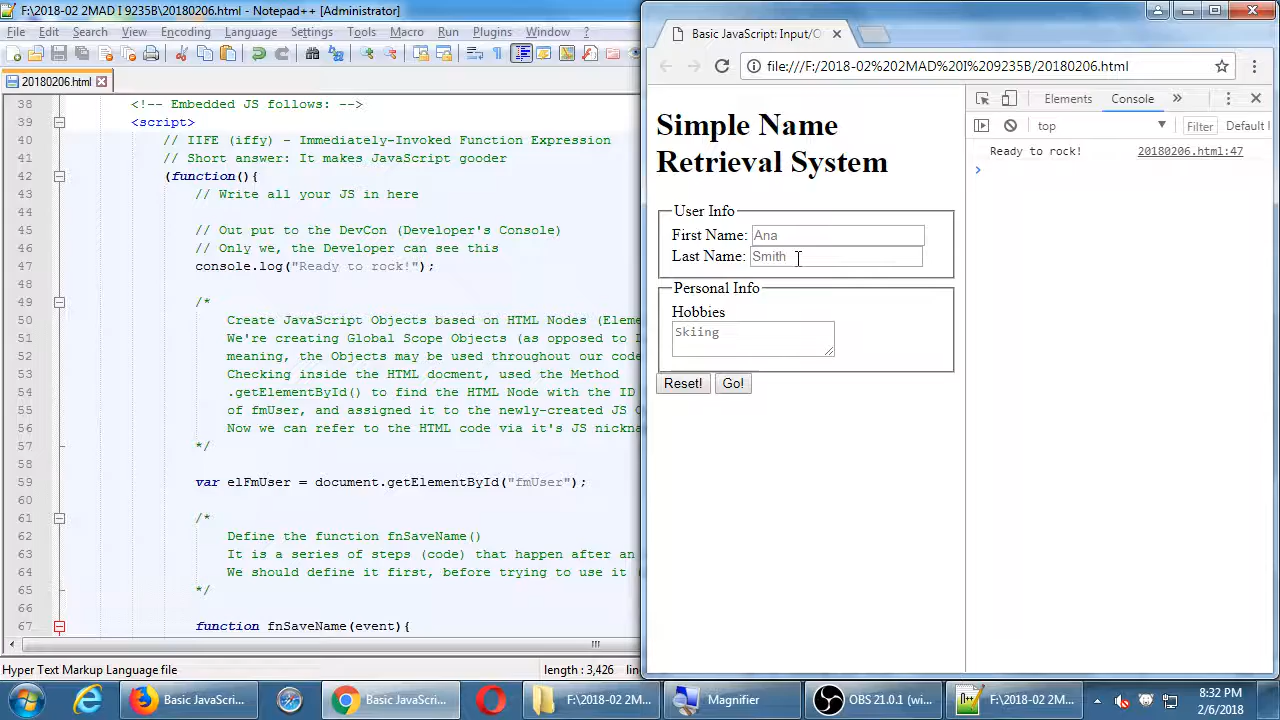 F:\2018-02 2MAD I 9235B\20180206.html - Notepad++ [Administrator]
File Edit Search View Encoding Language Settings Tools Macro Run Plugins Window ?
20180206.html
38 <!-- Embedded JS follows: -->
39 <script>
40 // IIFE (iffy) - Immediately-Invoked Function Expression
41 // Short answer: It makes JavaScript gooder
42 (function(){
43 // Write all your JS in here
44
45 // Out put to the DevCon (Developer's Console)
46 // Only we, the Developer can see this
47 console.log("Ready to rock!");
48
49 /*
50 Create JavaScript Objects based on HTML Nodes (Elem
51 We're creating Global Scope Objects (as opposed to
52 meaning, the Objects may be used throughout our code
53 Checking inside the HTML docment, used the Method
54 .getElementById() to find the HTML Node with the ID
55 of fmUser, and assigned it to the newly-created JS
56 Now we can refer to the HTML code via it's JS nickna
57 */
58
59 var elFmUser = document.getElementById("fmUser");
60
61 /*
62 Define the function fnSaveName()
63 It is a series of steps (code) that happen after an
64 We should define it first, before trying to use it
65 */
66
67 function fnSaveName(event){
Hyper Text Markup Language file length : 3,426 lin
Basic JavaScript: Input/O
file:///F:/2018-02%202MAD%20I%209235B/20180206.html
Simple Name
Retrieval System
User Info
First Name: Ana
Last Name: Smith
Personal Info
Hobbies
Skiing
Reset! Go!
Elements Console »
top Filter Default l
Ready to rock! 20180206.html:47
Basic JavaScri... Basic JavaScri... F:\2018-02 2M... Magnifier OBS 21.0.1 (wi... F:\2018-02 2M... 8:32 PM
2/6/2018